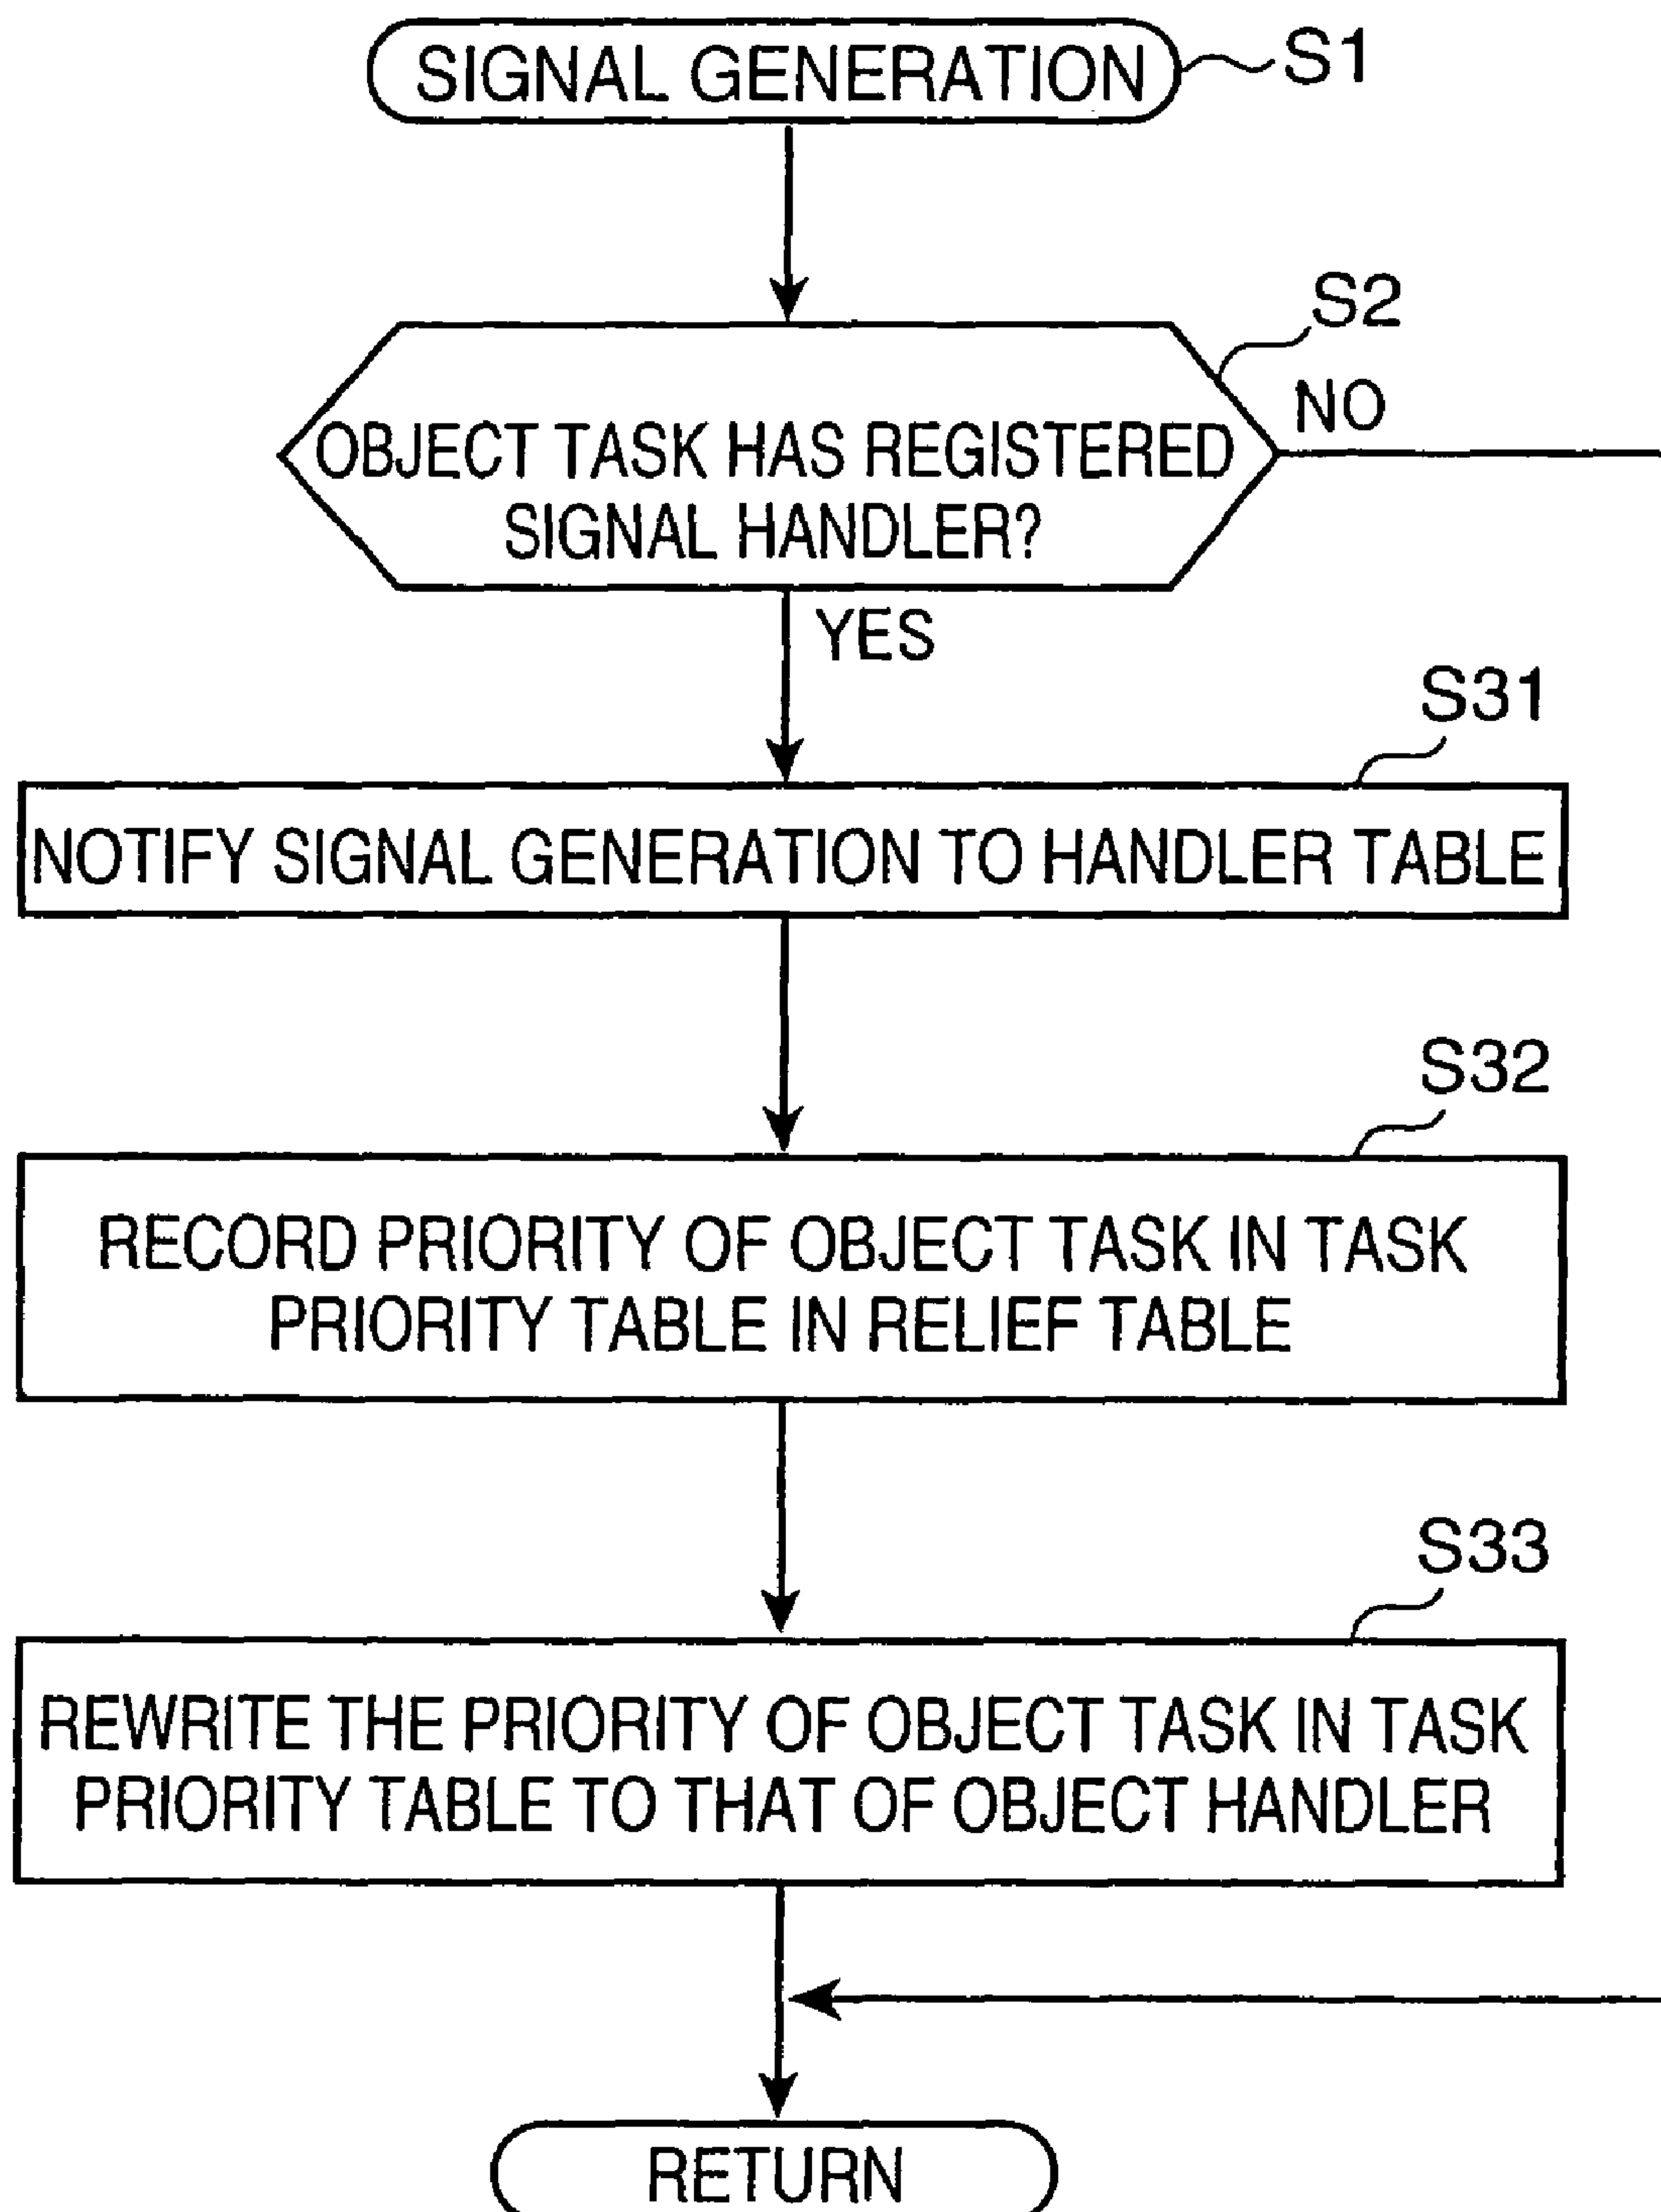 SIGNAL GENERATION
S1
S2
OBJECT TASK HAS REGISTERED
SIGNAL HANDLER?
NO
YES
S31
NOTIFY SIGNAL GENERATION TO HANDLER TABLE
S32
RECORD PRIORITY OF OBJECT TASK IN TASK
PRIORITY TABLE IN RELIEF TABLE
S33
REWRITE THE PRIORITY OF OBJECT TASK IN TASK
PRIORITY TABLE TO THAT OF OBJECT HANDLER
RETURN